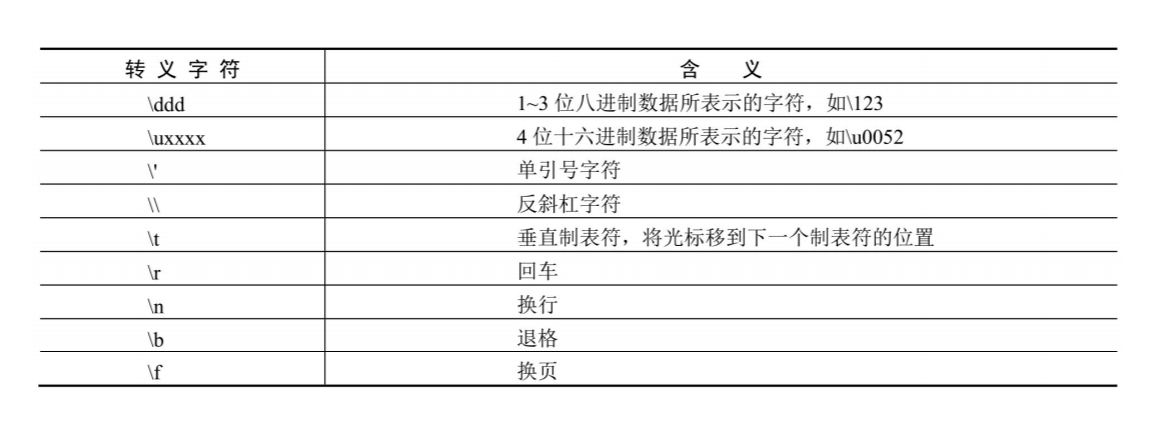 转义字符 含义
\ddd 1~3 位八进制数据所表示的字符，如\123
\uxxxx 4 位十六进制数据所表示的字符，如\u0052
\' 单引号字符
\\ 反斜杠字符
\t 垂直制表符，将光标移到下一个制表符的位置
\r 回车
\n 换行
\b 退格
\f 换页